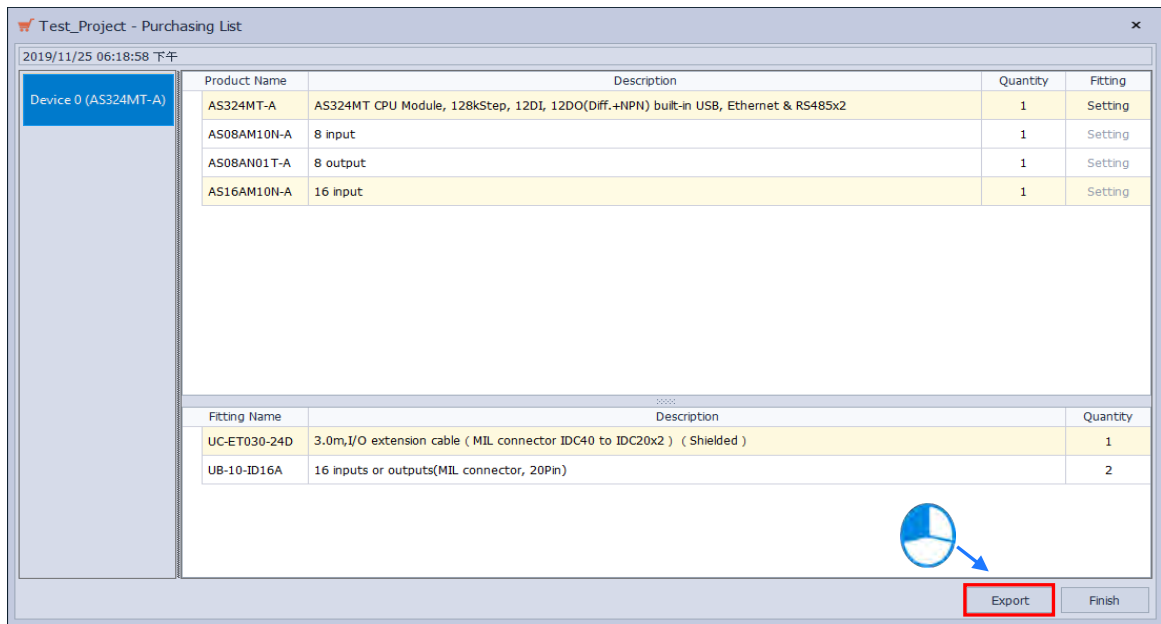 Test_Project - Purchasing List
2019/11/25 06:18:58 下午
Device 0 (AS324MT-A)
Product Name Description Quantity Fitting
AS324MT-A AS324MT CPU Module, 128kStep, 12DI, 12DO(Diff.+NPN) built-in USB, Ethernet & RS485x2 1 Setting
AS08AM10N-A 8 input 1 Setting
AS08AN01T-A 8 output 1 Setting
AS16AM10N-A 16 input 1 Setting
Fitting Name Description Quantity
UC-ET030-24D 3.0m,I/O extension cable ( MIL connector IDC40 to IDC20x2 ) ( Shielded ) 1
UB-10-ID16A 16 inputs or outputs(MIL connector, 20Pin) 2
Export Finish